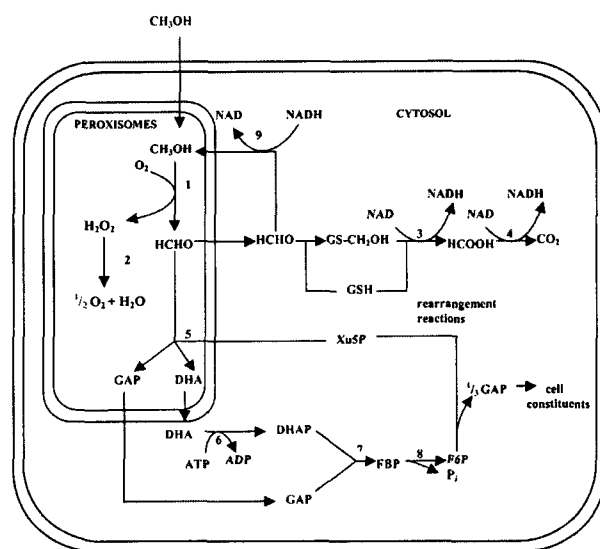 CH₃OH
NAD NADH
PEROXISOMES 9 CYTOSOL
CH₃OH
O₂ 1
NADH NADH
NAD NAD
H₂O₂
HCHO HCHO GS-CH₂OH 3 HCOOH 4 CO₂
2
GSH
½ O₂ + H₂O
rearrangement
reactions
5 Xu5P
GAP DHA
⅓ GAP cell
constituents
DHA 6 DHAP
ATP ADP 7 FBP 8 F6P
Pi
GAP